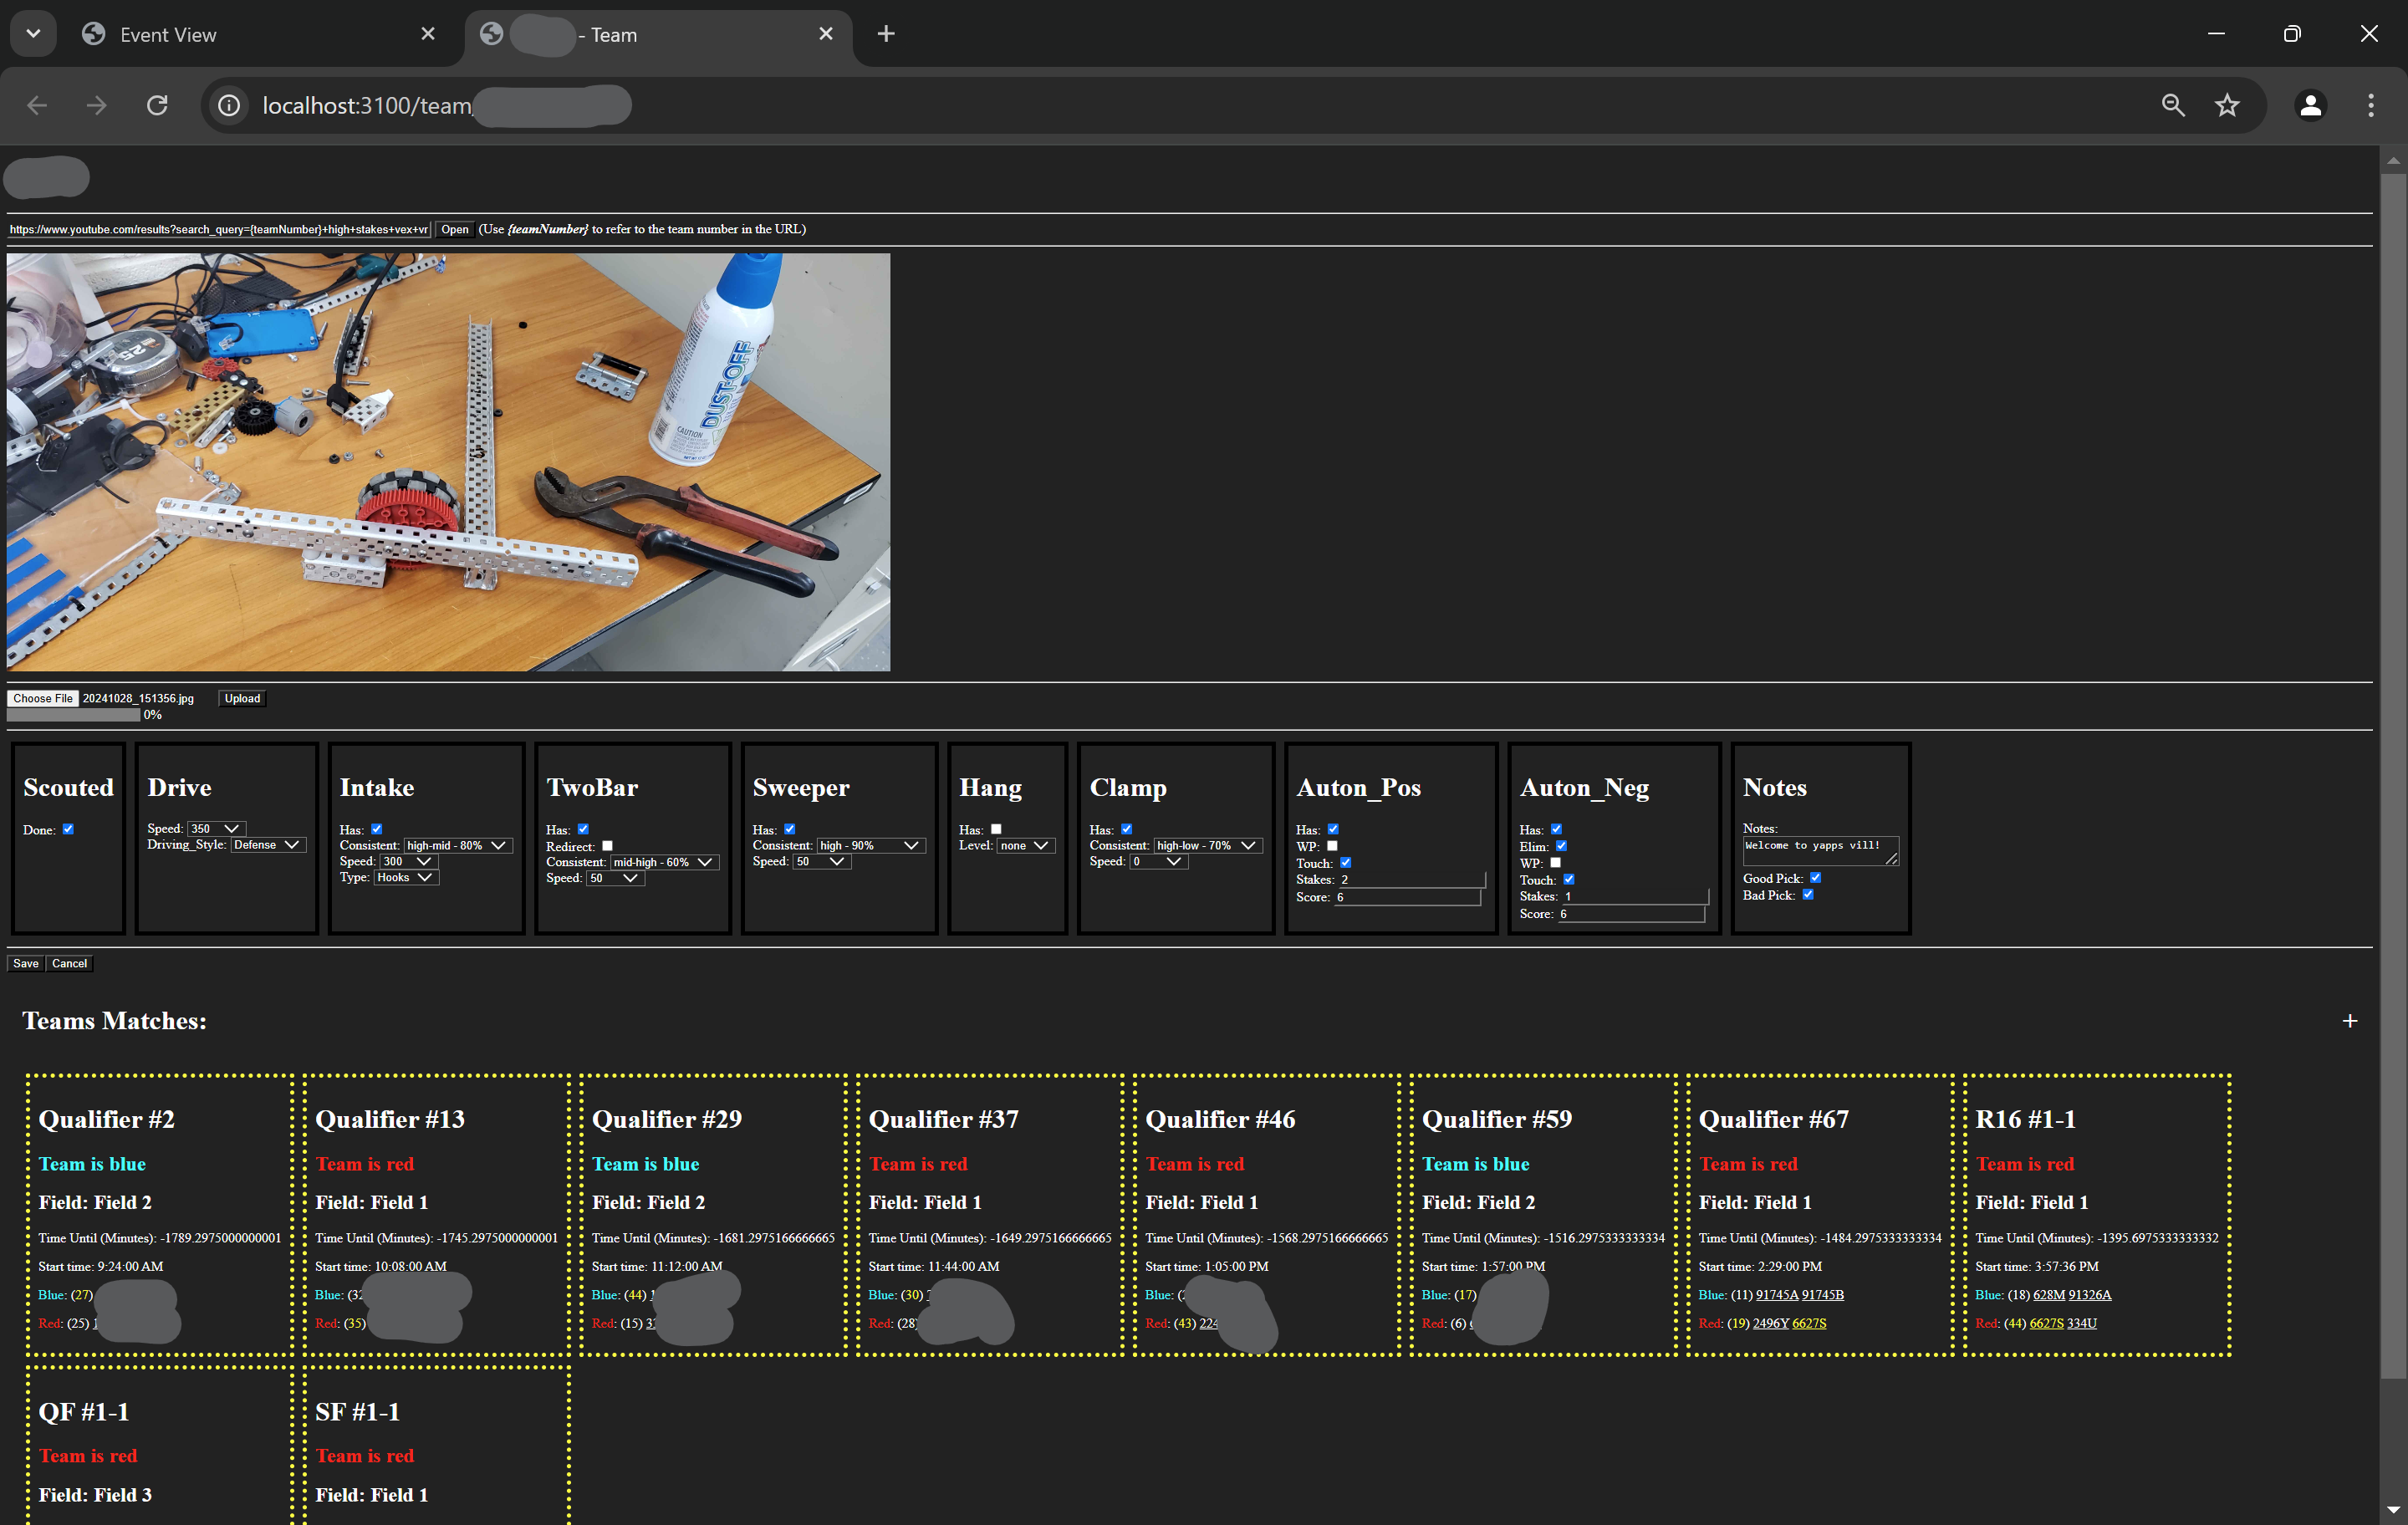 Event View
- Team
localhost:3100/team
https://www.youtube.com/results?search_query={teamNumber}+high+stakes+vex+vr Open (Use {teamNumber} to refer to the team number in the URL)
25
DUST-OFF
CAUTION
Choose File 20241028_151356.jpg Upload
0%
Scouted
Done:
Drive
Speed: 350
Driving_Style: Defense
Intake
Has:
Consistent: high-mid - 80%
Speed: 300
Type: Hooks
TwoBar
Has:
Redirect:
Consistent: mid-high - 60%
Speed: 50
Sweeper
Has:
Consistent: high - 90%
Speed: 50
Hang
Has:
Level: none
Clamp
Has:
Consistent: high-low - 70%
Speed: 0
Auton_Pos
Has:
WP:
Touch:
Stakes: 2
Score: 6
Auton_Neg
Has:
Elim:
WP:
Touch:
Stakes: 1
Score: 6
Notes
Notes:
Welcome to yapps vill!
Good Pick:
Bad Pick:
Save Cancel
Teams Matches:
+
Qualifier #2
Team is blue
Field: Field 2
Time Until (Minutes): -1789.2975000000001
Start time: 9:24:00 AM
Blue: (27)
Red: (25)
Qualifier #13
Team is red
Field: Field 1
Time Until (Minutes): -1745.2975000000001
Start time: 10:08:00 AM
Blue: (32
Red: (35)
Qualifier #29
Team is blue
Field: Field 2
Time Until (Minutes): -1681.2975166666665
Start time: 11:12:00 AM
Blue: (44)
Red: (15)
Qualifier #37
Team is red
Field: Field 1
Time Until (Minutes): -1649.2975166666665
Start time: 11:44:00 AM
Blue: (30)
Red: (28)
Qualifier #46
Team is red
Field: Field 1
Time Until (Minutes): -1568.2975166666665
Start time: 1:05:00 PM
Blue:
Red: (43) 224
Qualifier #59
Team is blue
Field: Field 2
Time Until (Minutes): -1516.2975333333334
Start time: 1:57:00 PM
Blue: (17)
Red: (6)
Qualifier #67
Team is red
Field: Field 1
Time Until (Minutes): -1484.2975333333334
Start time: 2:29:00 PM
Blue: (11) 91745A 91745B
Red: (19) 2496Y 6627S
R16 #1-1
Team is red
Field: Field 1
Time Until (Minutes): -1395.6975333333332
Start time: 3:57:36 PM
Blue: (18) 628M 91326A
Red: (44) 6627S 334U
QF #1-1
Team is red
Field: Field 3
SF #1-1
Team is red
Field: Field 1